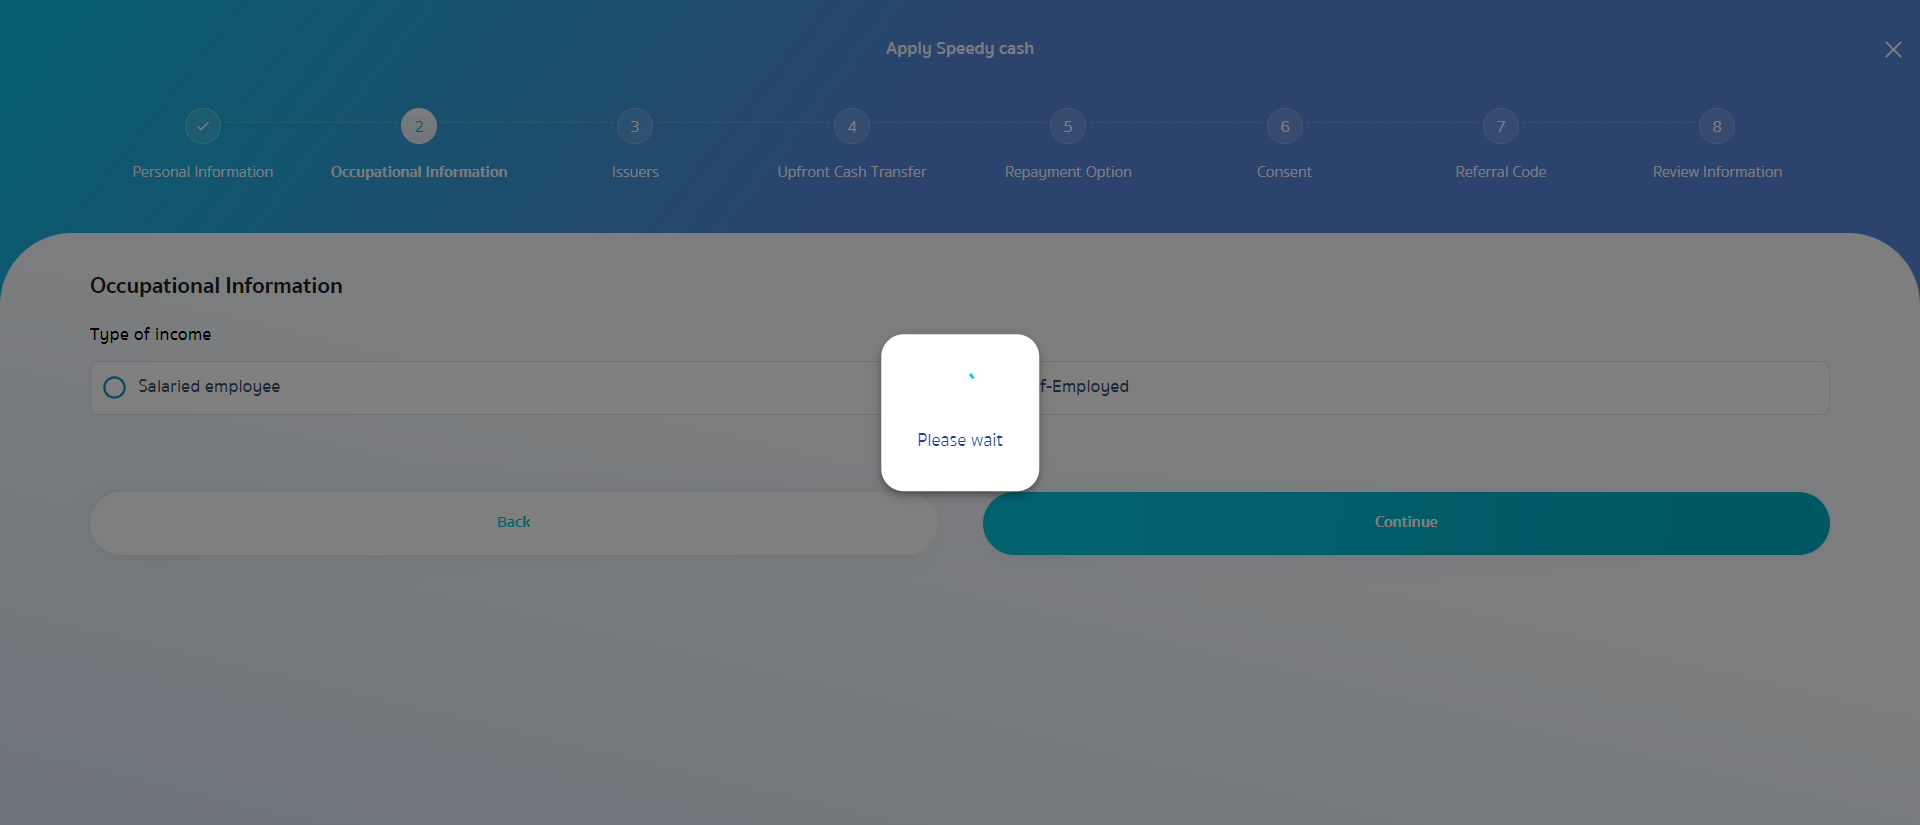 Apply Speedy cash
2 3 4 5 6 7 8
Personal Information Occupational Information Issuers Upfront Cash Transfer Repayment Option Consent Referral Code Review Information
Occupational Information
Type of income
Salaried employee f-Employed
Please wait
Back Continue